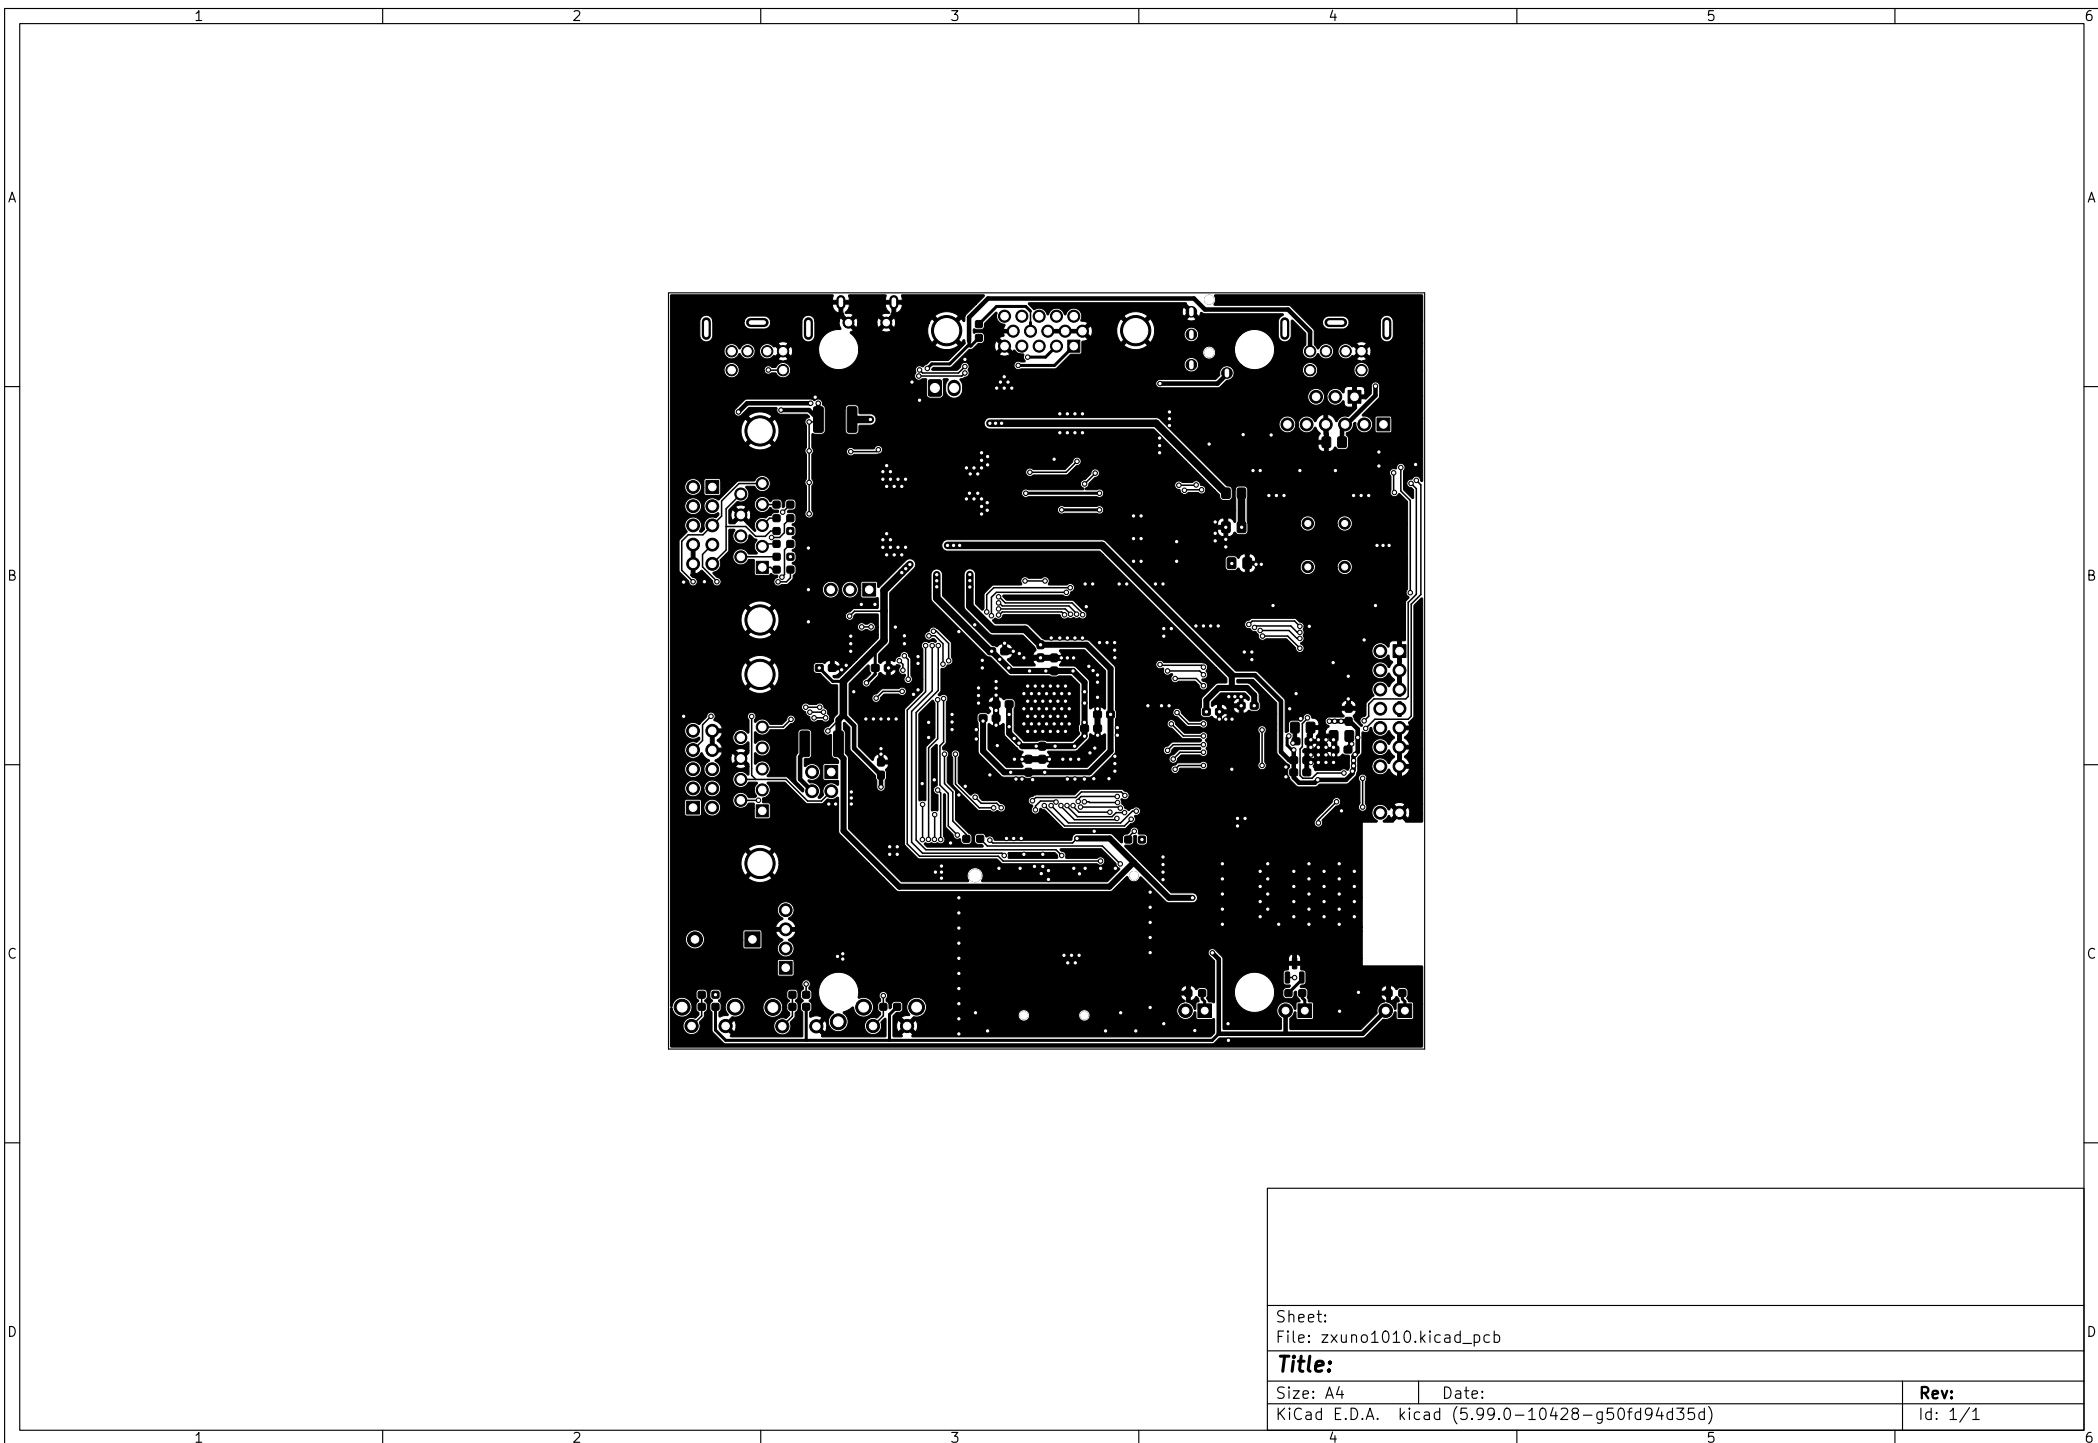 1 2 3 4 5 6
A A
B B
C C
D D
Sheet:
File: zxuno1010.kicad_pcb
Title:
Size: A4 Date: Rev:
KiCad E.D.A. kicad (5.99.0-10428-g50fd94d35d) Id: 1/1
1 2 3 4 5 6